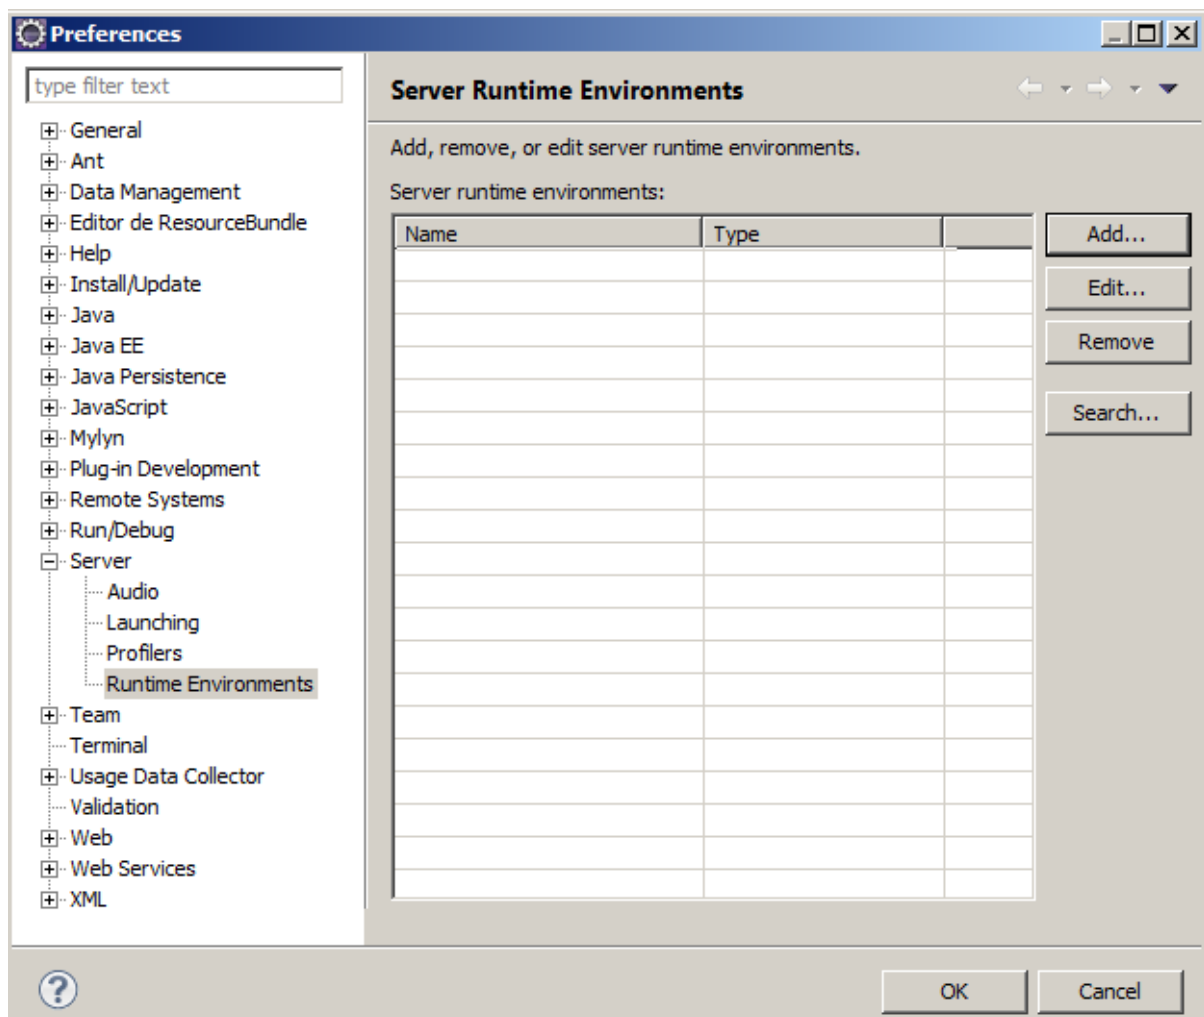 Preferences
type filter text
General
Ant
Data Management
Editor de ResourceBundle
Help
Install/Update
Java
Java EE
Java Persistence
JavaScript
Mylyn
Plug-in Development
Remote Systems
Run/Debug
Server
Audio
Launching
Profilers
Runtime Environments
Team
Terminal
Usage Data Collector
Validation
Web
Web Services
XML
Server Runtime Environments
Add, remove, or edit server runtime environments.
Server runtime environments:
Name Type
Add...
Edit...
Remove
Search...
?
OK Cancel